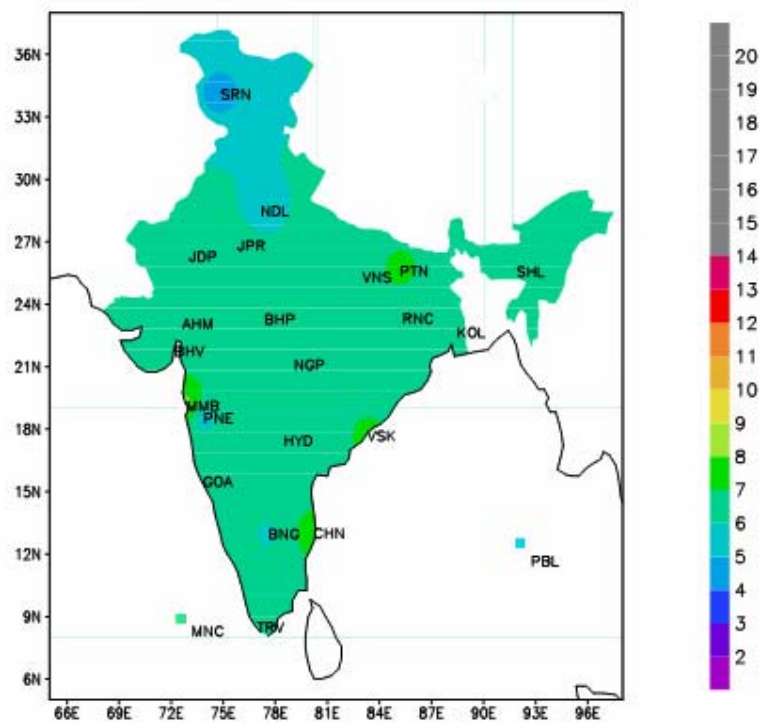 36N
33N
30N
27N
24N
21N
18N
15N
12N
9N
6N
SRN
NDL
JPR
JDP
PTN
VNS
SHL
AHM
BHP
RNC
KOL
BHV
NGP
MMB
PNE
VSK
HYD
GOA
BNG
CHN
PBL
TRV
MNC
66E
69E
72E
75E
78E
81E
84E
87E
90E
93E
96E
20
19
18
17
16
15
14
13
12
11
10
9
8
7
6
5
4
3
2